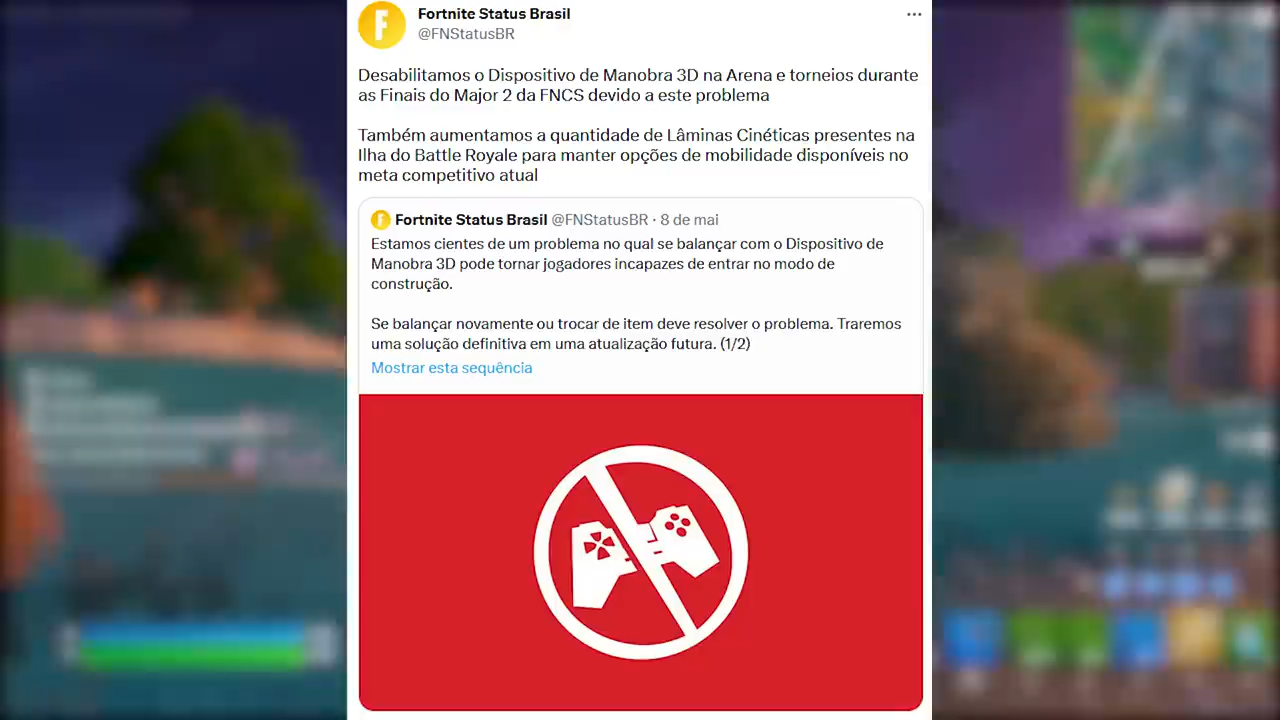 Fortnite Status Brasil
@FNStatusBR
Desabilitamos o Dispositivo de Manobra 3D na Arena e torneios durante
as Finais do Major 2 da FNCS devido a este problema
Também aumentamos a quantidade de Lâminas Cinéticas presentes na
Ilha do Battle Royale para manter opções de mobilidade disponíveis no
meta competitivo atual
Fortnite Status Brasil @FNStatusBR · 8 de mai
Estamos cientes de um problema no qual se balançar com o Dispositivo de
Manobra 3D pode tornar jogadores incapazes de entrar no modo de
construção.
Se balançar novamente ou trocar de item deve resolver o problema. Traremos
uma solução definitiva em uma atualização futura. (1/2)
Mostrar esta sequência